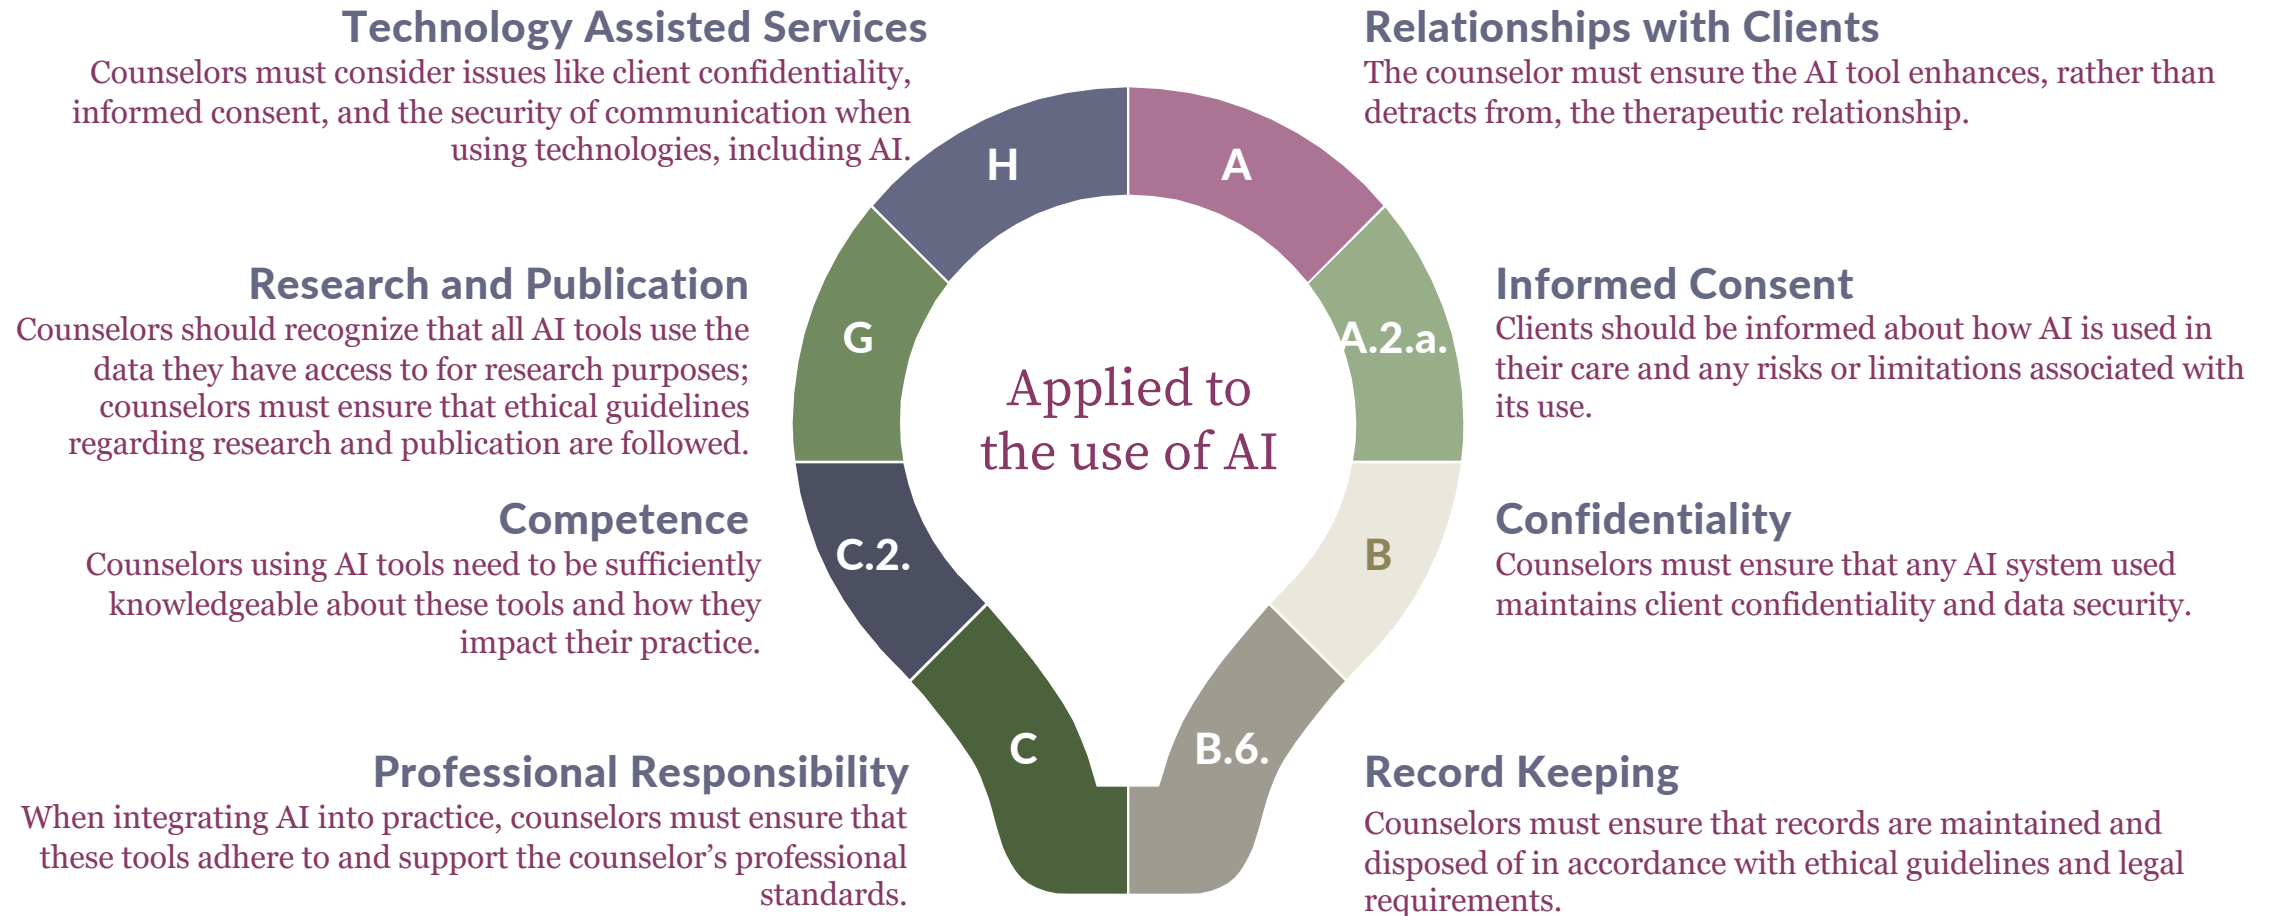 Technology Assisted Services
Counselors must consider issues like client confidentiality,
informed consent, and the security of communication when
using technologies, including AI.
H
Relationships with Clients
The counselor must ensure the AI tool enhances, rather than
detracts from, the therapeutic relationship.
A
Research and Publication
Counselors should recognize that all AI tools use the
data they have access to for research purposes;
counselors must ensure that ethical guidelines
regarding research and publication are followed.
G
Informed Consent
Clients should be informed about how AI is used in
their care and any risks or limitations associated with
its use.
A.2.a.
Applied to
the use of AI
Competence
Counselors using AI tools need to be sufficiently
knowledgeable about these tools and how they
impact their practice.
C.2.
Confidentiality
Counselors must ensure that any AI system used
maintains client confidentiality and data security.
B
Professional Responsibility
When integrating AI into practice, counselors must ensure that
these tools adhere to and support the counselor’s professional
standards.
C
Record Keeping
Counselors must ensure that records are maintained and
disposed of in accordance with ethical guidelines and legal
requirements.
B.6.